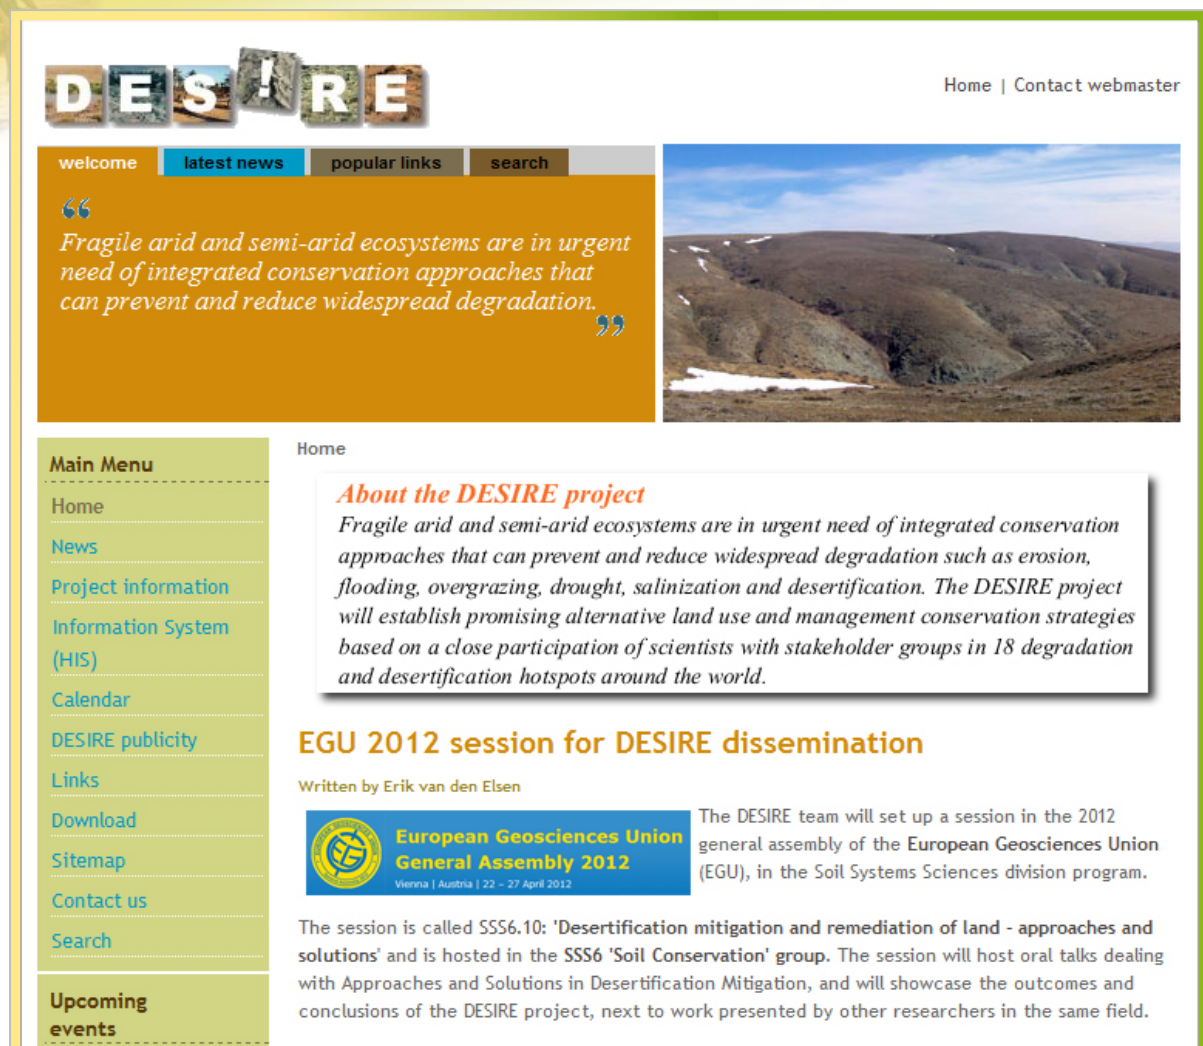 DES!RE
Home | Contact webmaster
welcome latest news popular links search
“
Fragile arid and semi-arid ecosystems are in urgent
need of integrated conservation approaches that
can prevent and reduce widespread degradation.
”
Main Menu
Home
News
Project information
Information System
(HIS)
Calendar
DESIRE publicity
Links
Download
Sitemap
Contact us
Search
Upcoming
events
Home
About the DESIRE project
Fragile arid and semi-arid ecosystems are in urgent need of integrated conservation
approaches that can prevent and reduce widespread degradation such as erosion,
flooding, overgrazing, drought, salinization and desertification. The DESIRE project
will establish promising alternative land use and management conservation strategies
based on a close participation of scientists with stakeholder groups in 18 degradation
and desertification hotspots around the world.
EGU 2012 session for DESIRE dissemination
Written by Erik van den Elsen
European Geosciences Union
General Assembly 2012
Vienna | Austria | 22 – 27 April 2012
The DESIRE team will set up a session in the 2012
general assembly of the European Geosciences Union
(EGU), in the Soil Systems Sciences division program.
The session is called SSS6.10: 'Desertification mitigation and remediation of land - approaches and
solutions' and is hosted in the SSS6 'Soil Conservation' group. The session will host oral talks dealing
with Approaches and Solutions in Desertification Mitigation, and will showcase the outcomes and
conclusions of the DESIRE project, next to work presented by other researchers in the same field.